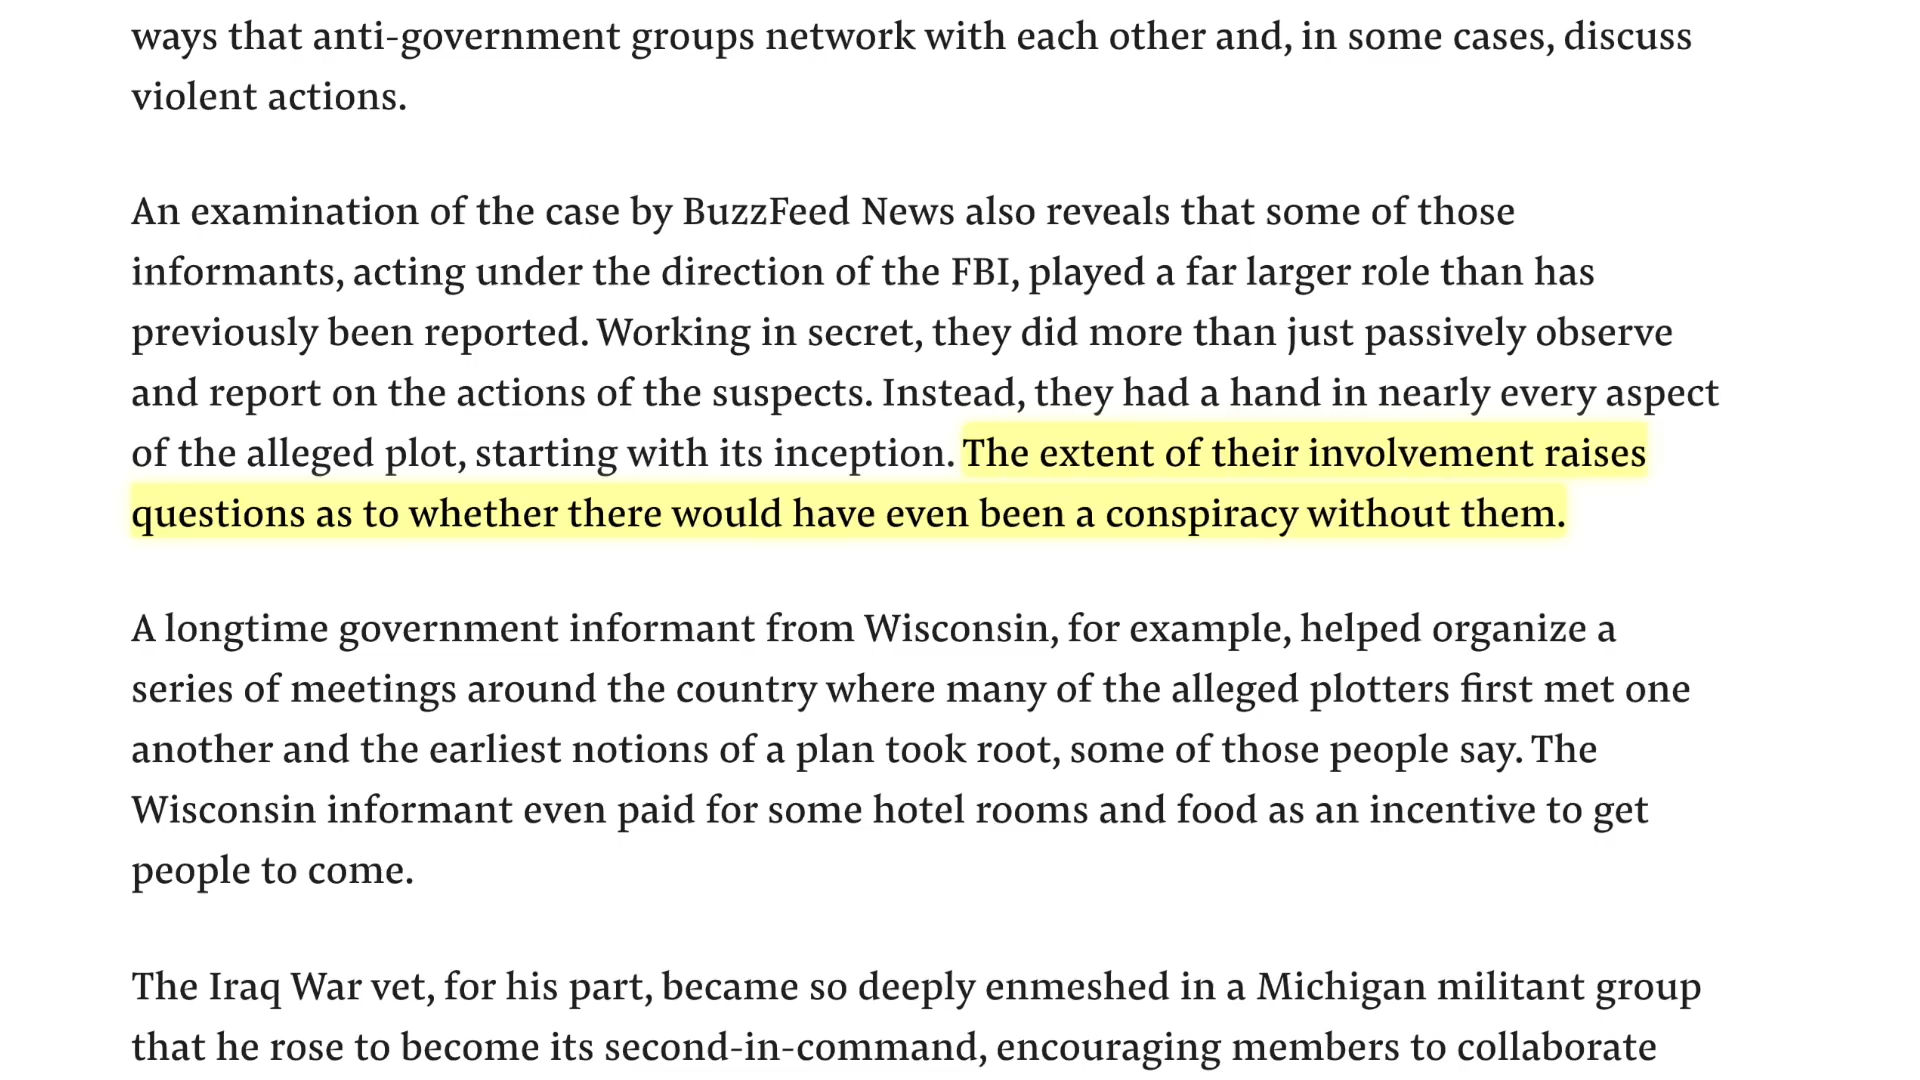 ways that anti-government groups network with each other and, in some cases, discuss
violent actions.
An examination of the case by BuzzFeed News also reveals that some of those
informants, acting under the direction of the FBI, played a far larger role than has
previously been reported. Working in secret, they did more than just passively observe
and report on the actions of the suspects. Instead, they had a hand in nearly every aspect
of the alleged plot, starting with its inception. The extent of their involvement raises
questions as to whether there would have even been a conspiracy without them.
A longtime government informant from Wisconsin, for example, helped organize a
series of meetings around the country where many of the alleged plotters first met one
another and the earliest notions of a plan took root, some of those people say. The
Wisconsin informant even paid for some hotel rooms and food as an incentive to get
people to come.
The Iraq War vet, for his part, became so deeply enmeshed in a Michigan militant group
that he rose to become its second-in-command, encouraging members to collaborate